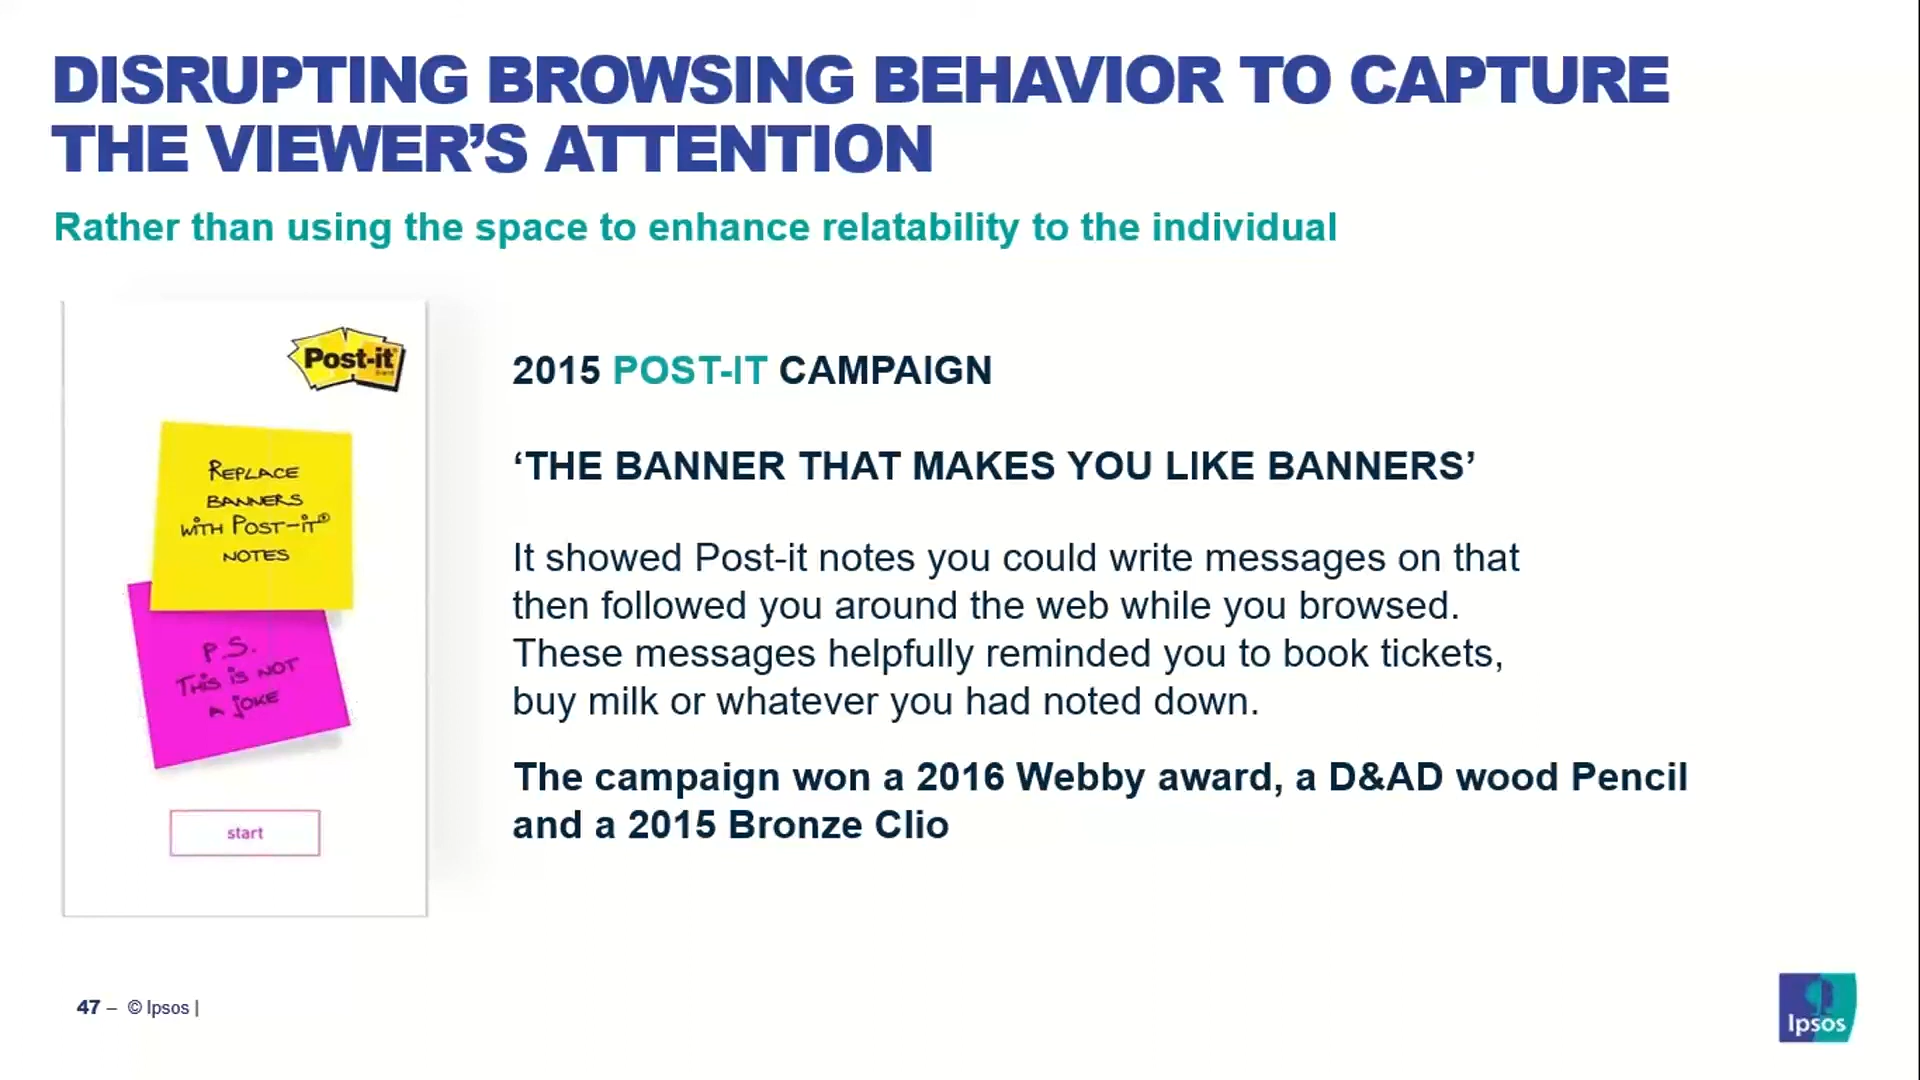 DISRUPTING BROWSING BEHAVIOR TO CAPTURE
THE VIEWER’S ATTENTION
Rather than using the space to enhance relatability to the individual
Post-it
REPLACE
BANNERS
WITH POST-IT®
NOTES
P.S.
THIS IS NOT
A JOKE
start
2015 POST-IT CAMPAIGN
‘THE BANNER THAT MAKES YOU LIKE BANNERS’
It showed Post-it notes you could write messages on that
then followed you around the web while you browsed.
These messages helpfully reminded you to book tickets,
buy milk or whatever you had noted down.
The campaign won a 2016 Webby award, a D&AD wood Pencil
and a 2015 Bronze Clio
47 – © Ipsos |
Ipsos